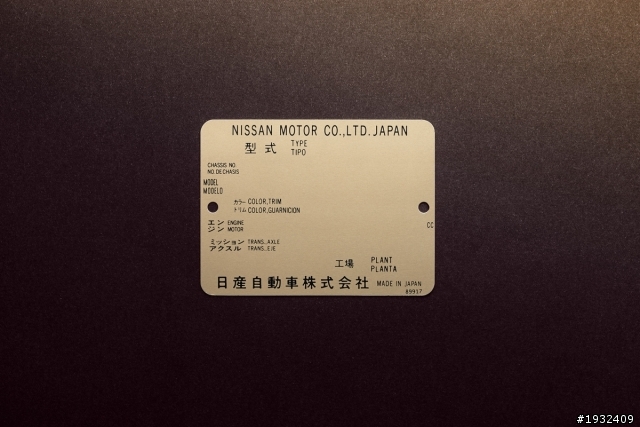 NISSAN MOTOR CO.,LTD. JAPAN
型式 TYPE
TIPO
CHASSIS NO
NO. DE CHASIS
MODEL
MODELO
カラー COLOR,TRIM
トリム COLOR,GUARNICION
エン ENGINE
ジン MOTOR
CC
ミッション TRANS.,AXLE
アクスル TRANS.,EJE
工場 PLANT
PLANTA
日産自動車株式会社 MADE IN JAPAN
89917
#1932409